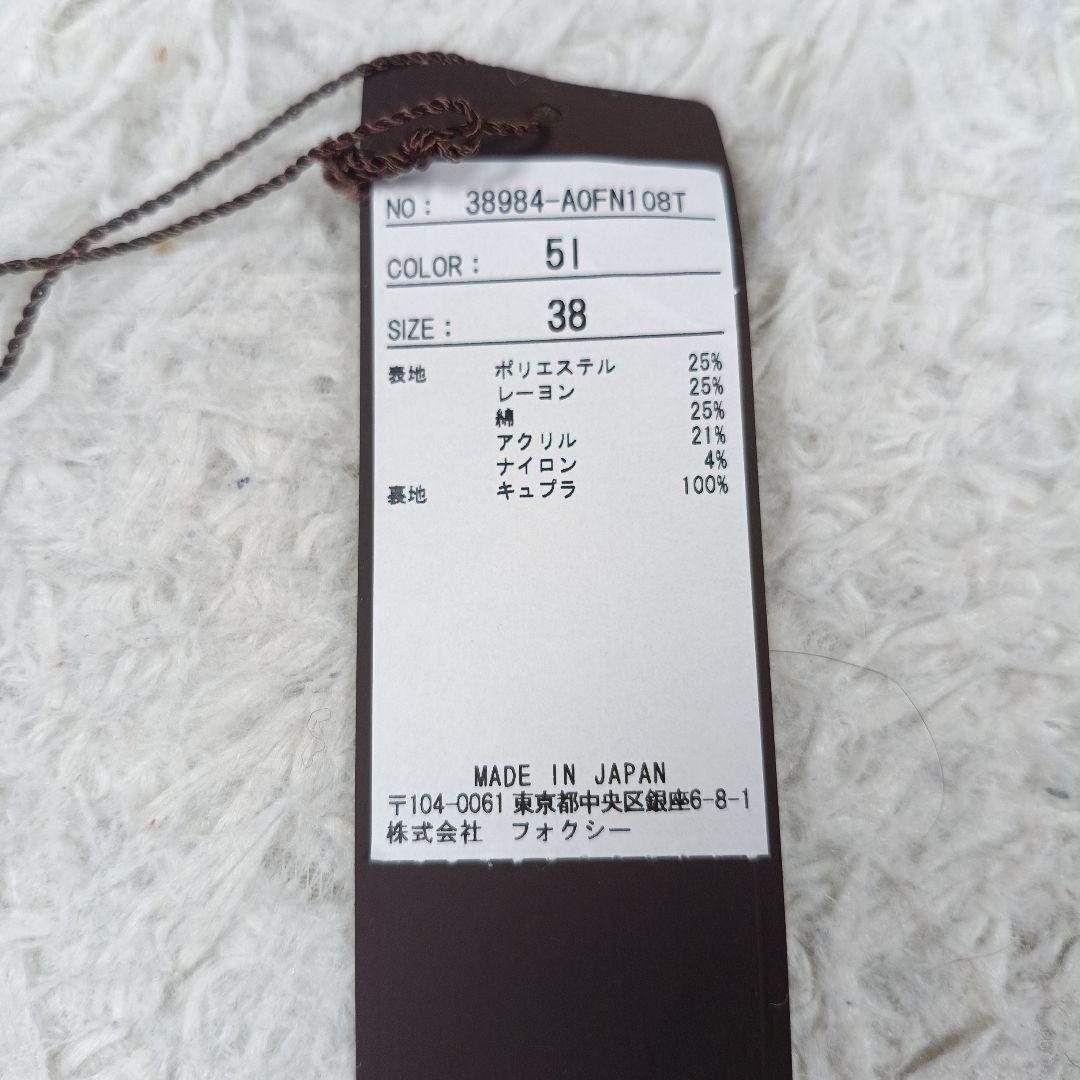 NO： 38984-A0FN108T
COLOR： 51
SIZE： 38
表地 ポリエステル 25%
レーヨン 25%
綿 25%
アクリル 21%
ナイロン 4%
裏地 キュプラ 100%
MADE IN JAPAN
〒104-0061 東京都中央区銀座6-8-1
株式会社 フォクシー